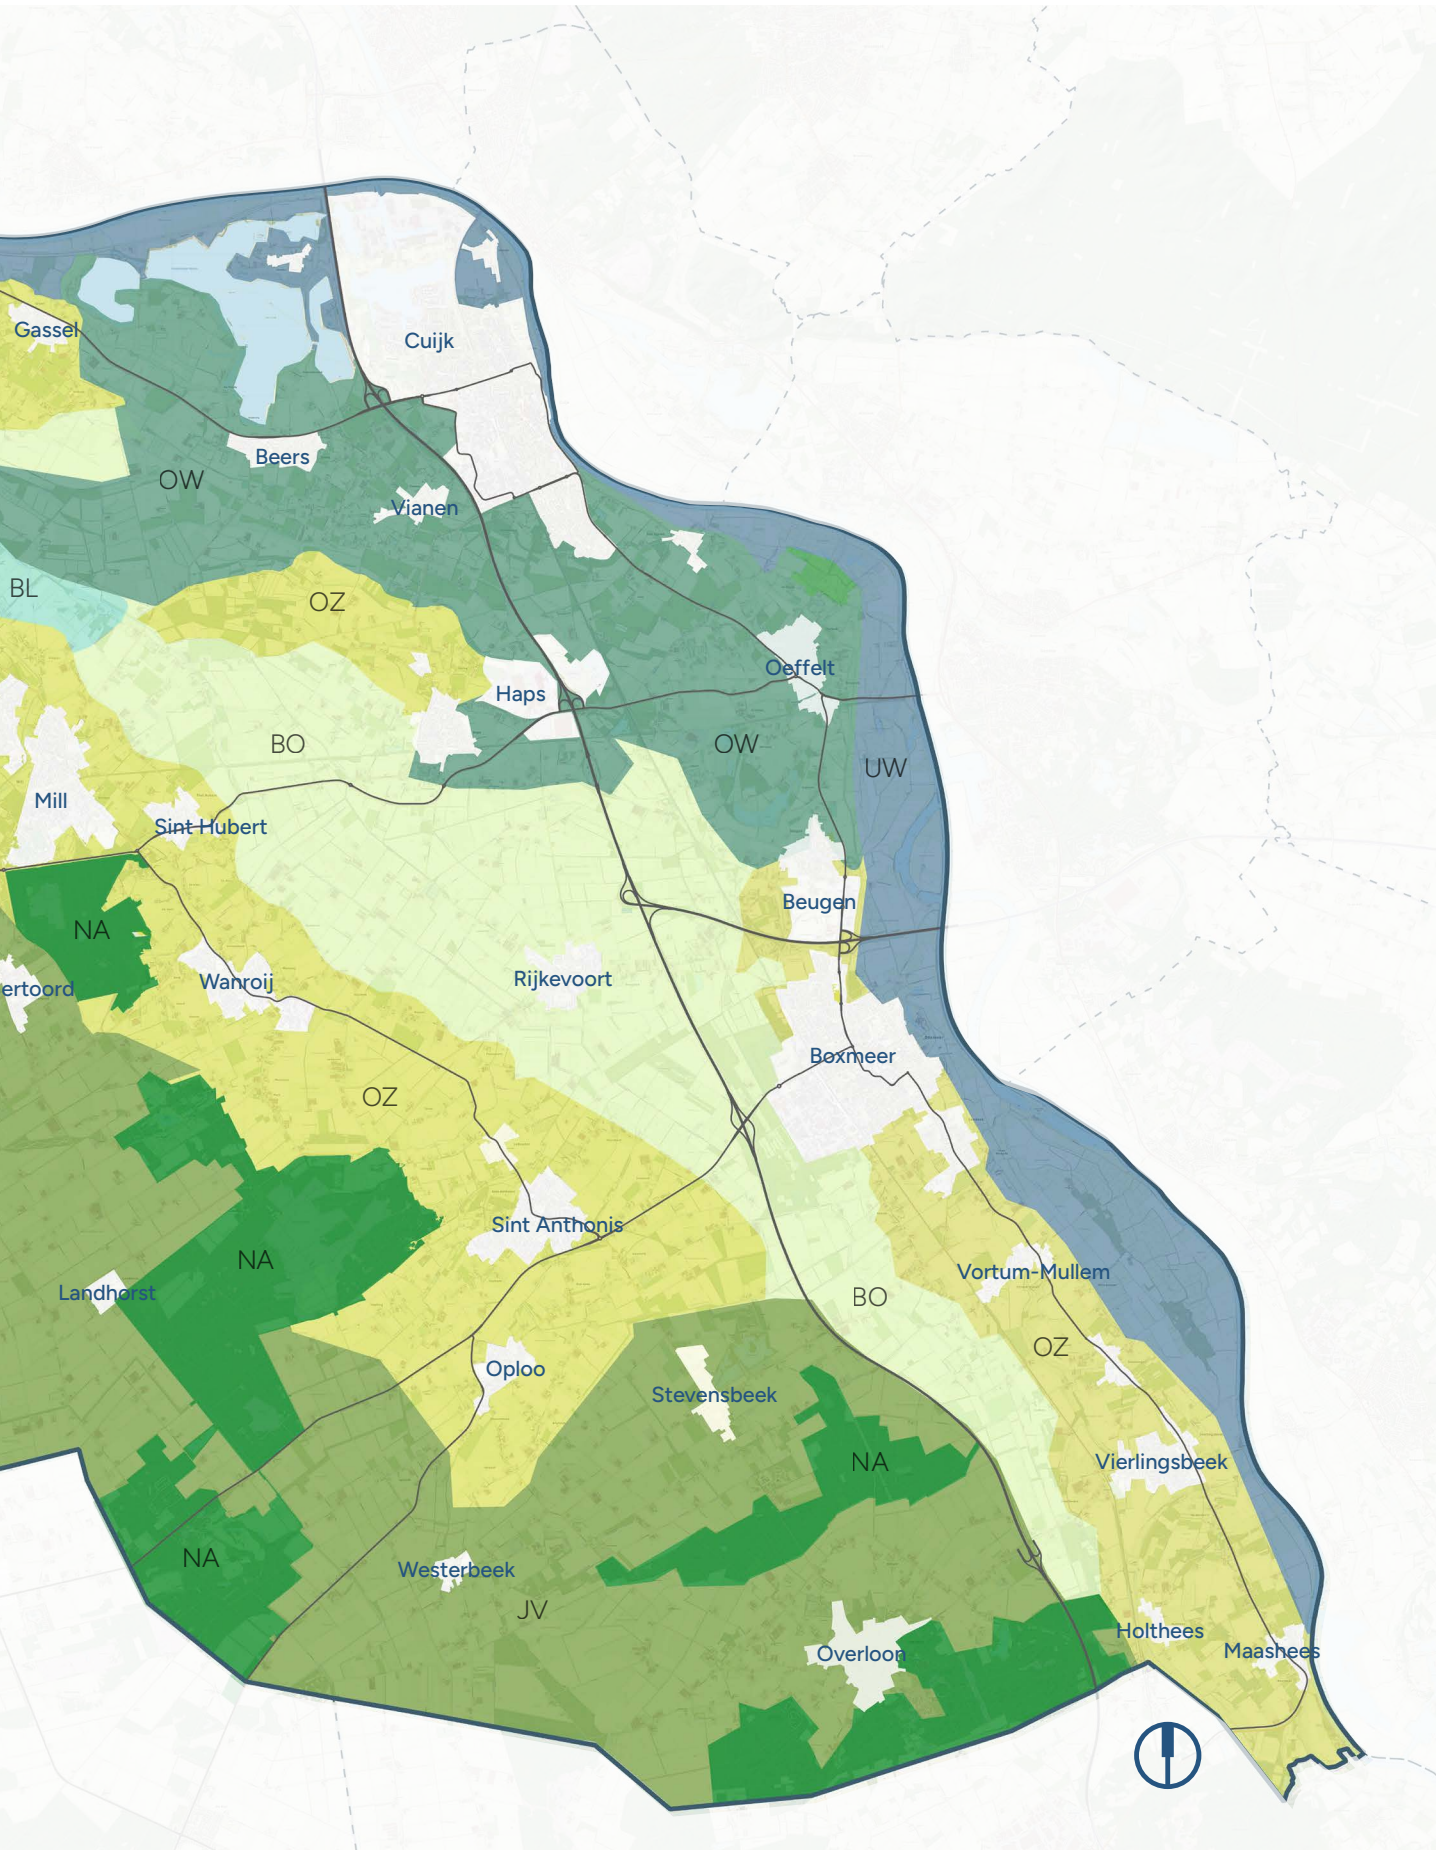 Gassel
Cuijk
Beers
OW
Vianen
BL
OZ
Oeffelt
Haps
BO
OW
UW
Mill
Sint Hubert
Beugen
NA
Rijkevoort
Wanroij
ertoord
Boxmeer
OZ
Sint Anthonis
NA
Vortum-Mullem
Landhorst
BO
OZ
Oploo
Stevensbeek
NA
Vierlingsbeek
NA
Westerbeek
JV
Holthees
Overloon
Maashees